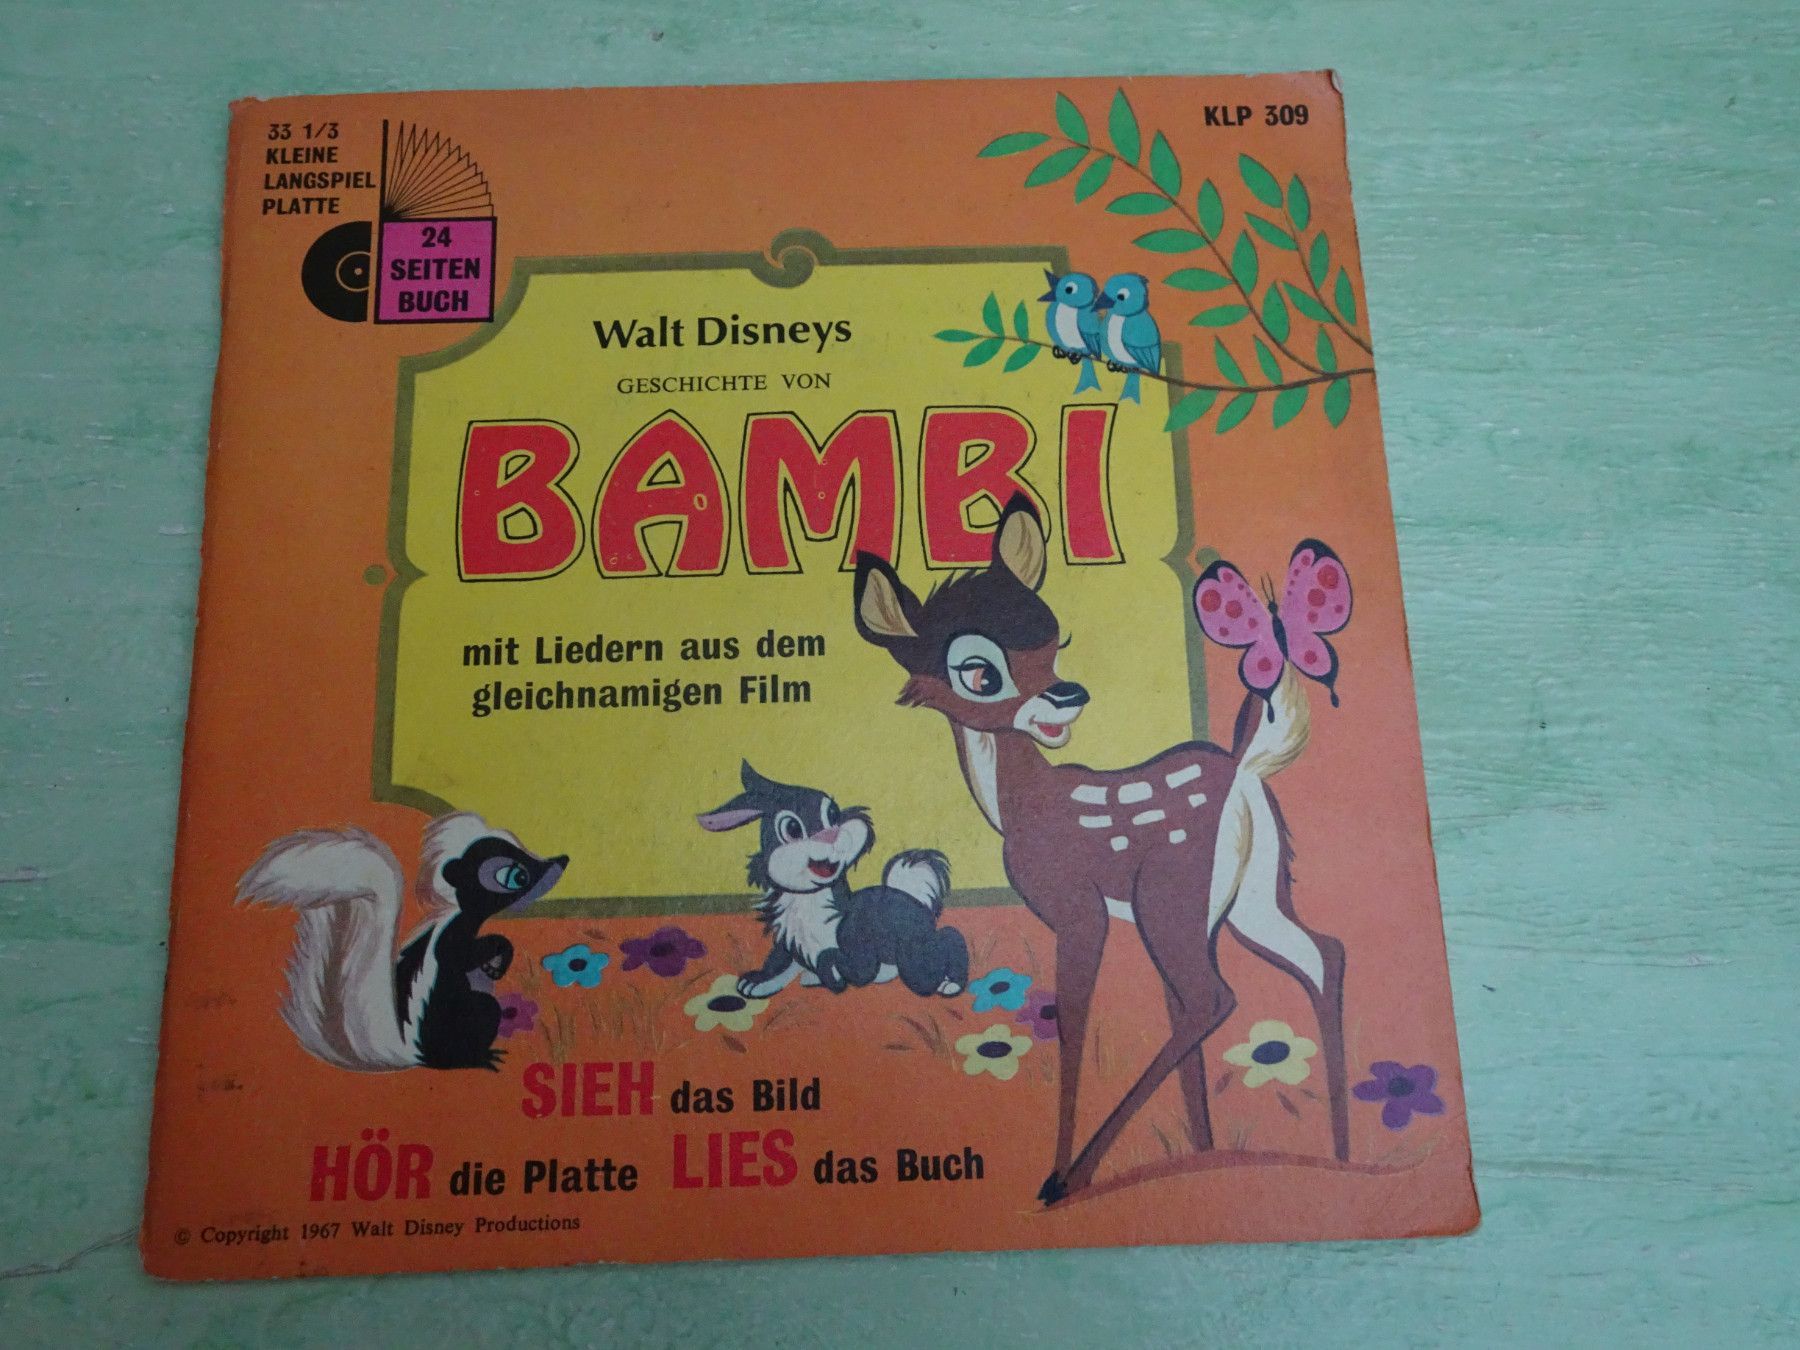 33 1/3
KLEINE
LANGSPIEL
PLATTE
24
SEITEN
BUCH
KLP 309
Walt Disneys
GESCHICHTE VON
BAMBI
mit Liedern aus dem
gleichnamigen Film
SIEH das Bild
HÖR die Platte LIES das Buch
© Copyright 1967 Walt Disney Productions